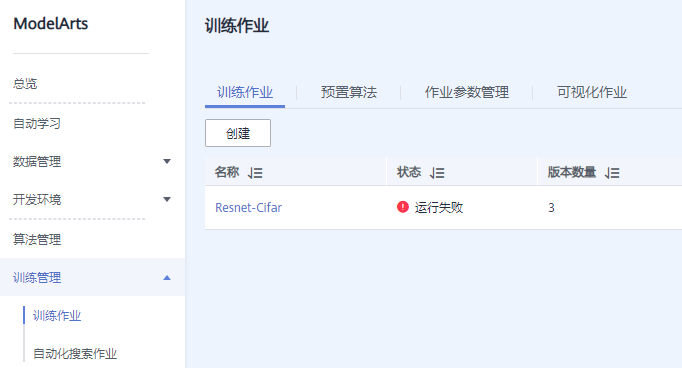 ModelArts
总览
自动学习
数据管理
开发环境
算法管理
训练管理
训练作业
自动化搜索作业
训练作业
训练作业 预置算法 作业参数管理 可视化作业
创建
名称 状态 版本数量
Resnet-Cifar 运行失败 3